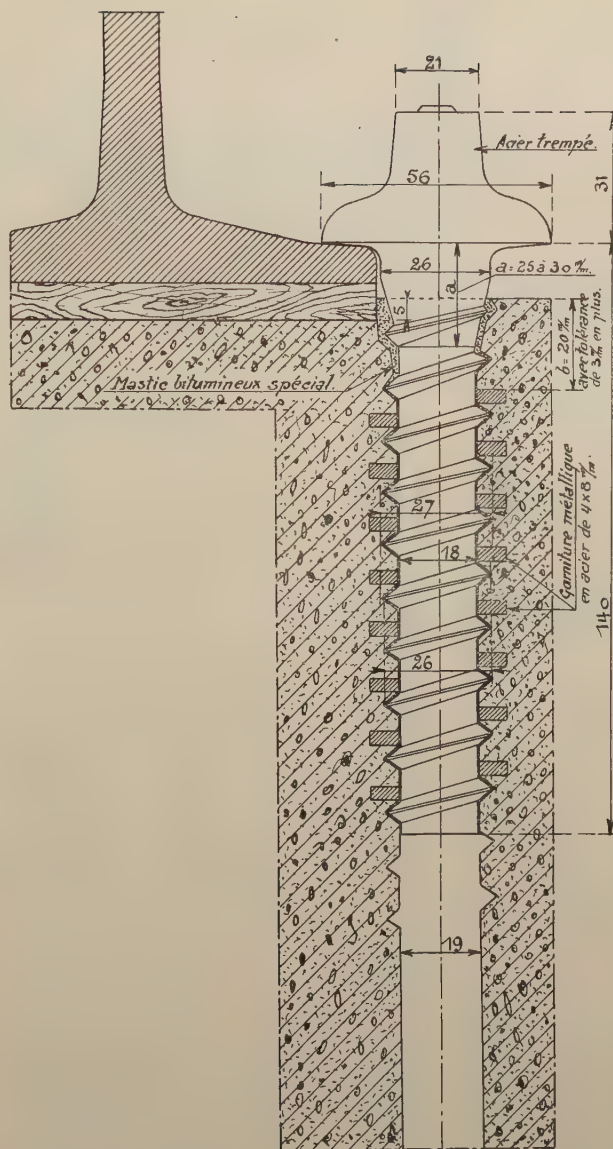 21
Acier trempé.
31
56
26
a
a = 25 à 30 m/m.
5
b = 20 m/m
avec tolérance
de 3 m/m en plus.
Mastic bitumineux spécial
27
18
Garniture métallique
en acier de 4 x 8 m/m.
140
26
19